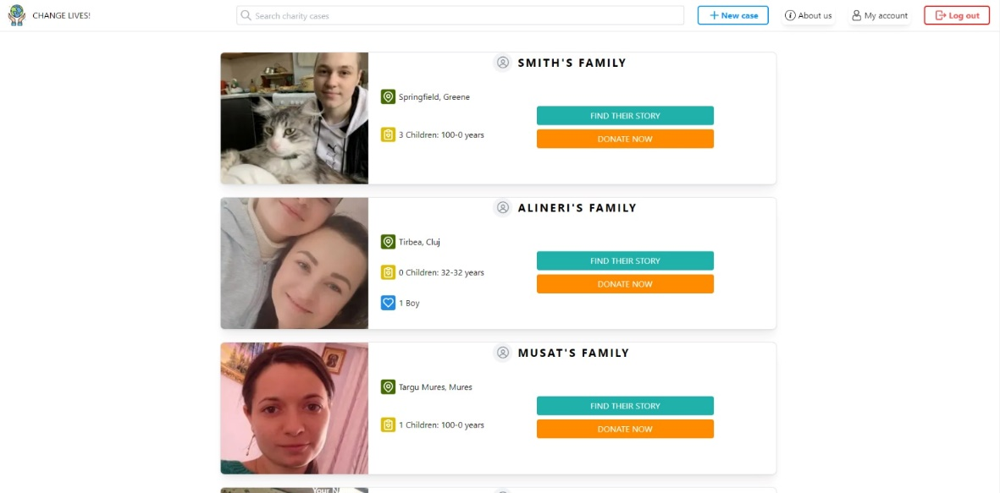 CHANGE LIVES!
Search charity cases
New case
About us
My account
Log out
SMITH'S FAMILY
Springfield, Greene
3 Children: 100-0 years
FIND THEIR STORY
DONATE NOW
ALINERI'S FAMILY
Tirbea, Cluj
0 Children: 32-32 years
1 Boy
FIND THEIR STORY
DONATE NOW
MUSAT'S FAMILY
Targu Mures, Mures
1 Children: 100-0 years
FIND THEIR STORY
DONATE NOW
Your